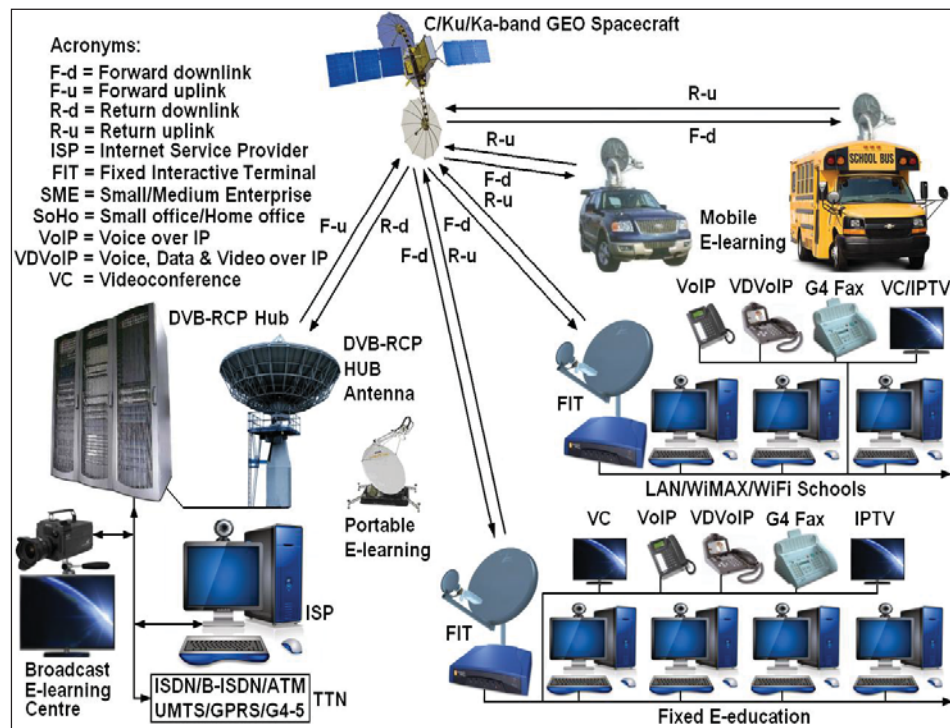 C/Ku/Ka-band GEO Spacecraft
Acronyms:
F-d = Forward downlink
F-u = Forward uplink
R-d = Return downlink
R-u = Return uplink
ISP = Internet Service Provider
FIT = Fixed Interactive Terminal
SME = Small/Medium Enterprise
SoHo = Small office/Home office
VoIP = Voice over IP
VDVoIP = Voice, Data & Video over IP
VC = Videoconference
R-u
F-d
R-u
F-d
R-u
F-d
F-u
R-d
F-d
R-u
SCHOOL BUS
Mobile
E-learning
DVB-RCP Hub
DVB-RCP
HUB
Antenna
Portable
E-learning
VoIP
VDVoIP
G4 Fax
VC/IPTV
FIT
LAN/WiMAX/WiFi Schools
VC
VoIP
VDVoIP
G4 Fax
IPTV
FIT
Fixed E-education
ISP
Broadcast
E-learning
Centre
ISDN/B-ISDN/ATM
UMTS/GPRS/G4-5
TTN